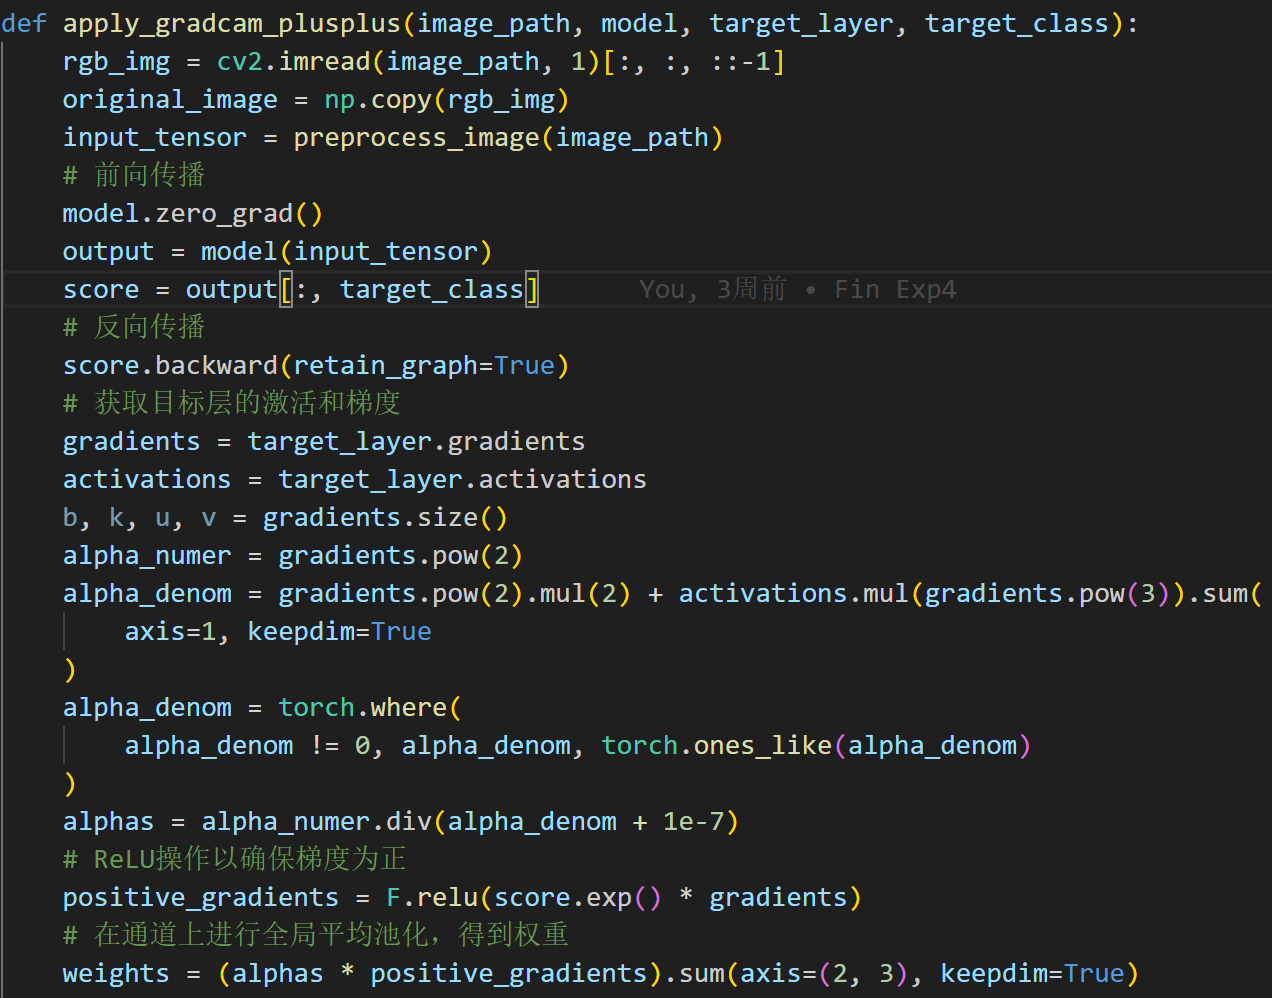 def apply_gradcam_plusplus(image_path, model, target_layer, target_class):
    rgb_img = cv2.imread(image_path, 1)[:, :, ::-1]
    original_image = np.copy(rgb_img)
    input_tensor = preprocess_image(image_path)
    # 前向传播
    model.zero_grad()
    output = model(input_tensor)
    score = output[:, target_class]    You, 3周前 • Fin Exp4
    # 反向传播
    score.backward(retain_graph=True)
    # 获取目标层的激活和梯度
    gradients = target_layer.gradients
    activations = target_layer.activations
    b, k, u, v = gradients.size()
    alpha_numer = gradients.pow(2)
    alpha_denom = gradients.pow(2).mul(2) + activations.mul(gradients.pow(3)).sum(
        axis=1, keepdim=True
    )
    alpha_denom = torch.where(
        alpha_denom != 0, alpha_denom, torch.ones_like(alpha_denom)
    )
    alphas = alpha_numer.div(alpha_denom + 1e-7)
    # ReLU操作以确保梯度为正
    positive_gradients = F.relu(score.exp() * gradients)
    # 在通道上进行全局平均池化，得到权重
    weights = (alphas * positive_gradients).sum(axis=(2, 3), keepdim=True)